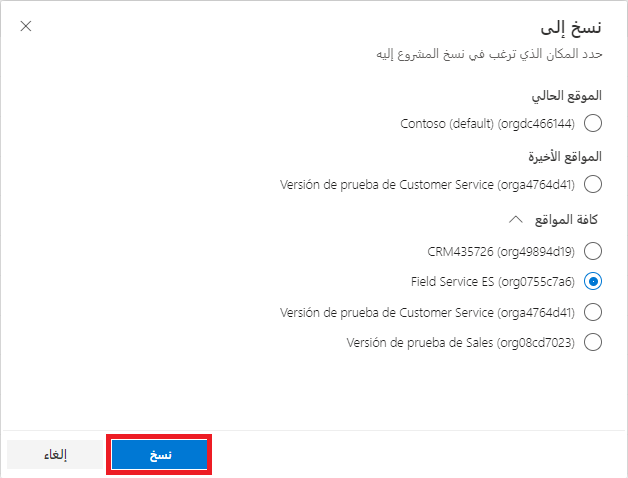 نسخ إلى
حدد المكان الذي ترغب في نسخ المشروع إليه
الموقع الحالي
Contoso (default) (orgdc466144)
المواقع الأخيرة
Versión de prueba de Customer Service (orga4764d41)
كافة المواقع
CRM435726 (org49894d19)
Field Service ES (org0755c7a6)
Versión de prueba de Customer Service (orga4764d41)
Versión de prueba de Sales (org08cd7023)
نسخ
إلغاء